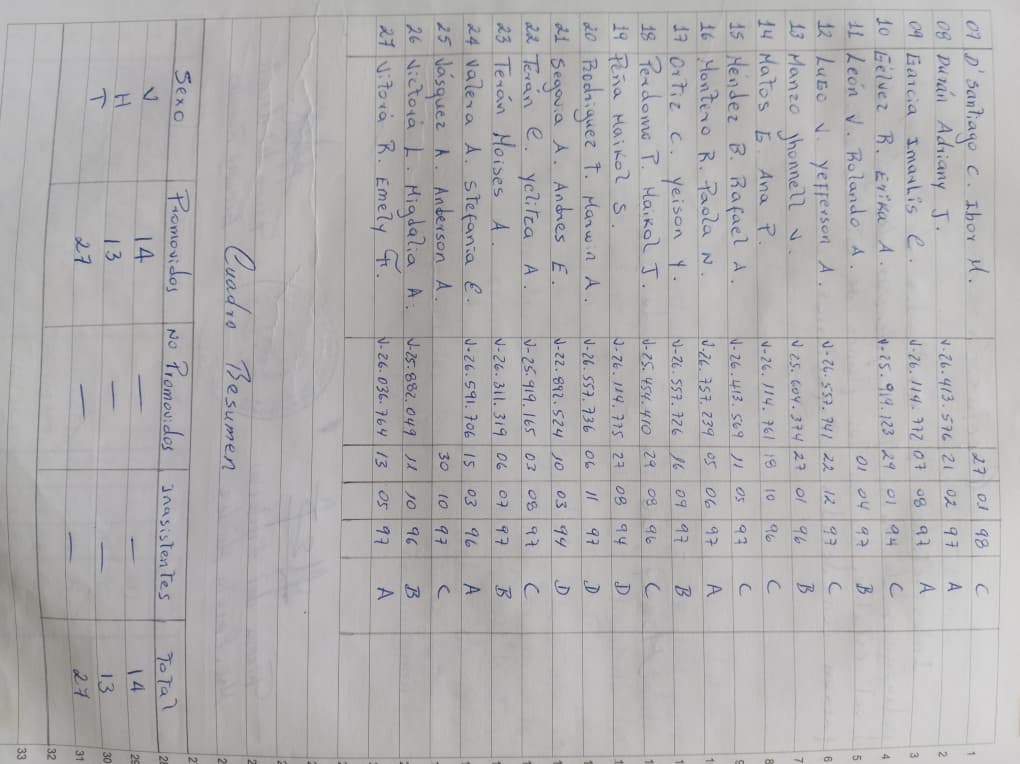 07 D'Santiago C. Ibor M. 27 01 98 C
08 Durán Adriany J. V-26.413.576 21 02 97 A
09 Garcia Imarlis C. V-26.114.772 07 08 97 A
10 Gélvez R. Erika A. V-25.919.123 29 01 94 C
11 León V. Rolando A. 01 04 97 B
12 Lugo V. Yefferson A. V-26.557.741 22 12 97 C
13 Manzo Jhonnell V. V 25.604.374 27 01 96 B
14 Matos G. Ana P. V-26.114.761 18 10 96 C
15 Méndez B. Rafael A. V-26.413.569 11 05 97 C
16 Montero R. Paola N. V-26.757.239 05 06 97 A
17 Ortiz C. Yeison Y. V-26.557.726 16 09 97 B
18 Perdomo P. Maikol J. V-25.454.410 29 08 96 C
19 Peña Maikol S. V-26.114.775 27 08 94 D
20 Rodriguez T. Marwin A. V-26.557.736 06 11 97 D
21 Segovia A. Andres E. V-22.892.524 10 03 94 D
22 Terán C. Yelitza A. V-25.919.165 03 08 97 C
23 Terán Moises A. V-26.311.319 06 07 97 B
24 Valera A. Stefania C. V-26.591.706 15 03 96 A
25 Vásquez A. Anderson A. 30 10 97 C
26 Victorá L. Migdalia A. V-25.882.049 11 10 96 B
27 Vitorá R. Emely V-26.036.764 13 05 97 A
Cuadro Resumen
Sexo Promovidos No Promovidos Inasistentes Total
V 14 — — 14
H 13 — — 13
T 27 — — 27